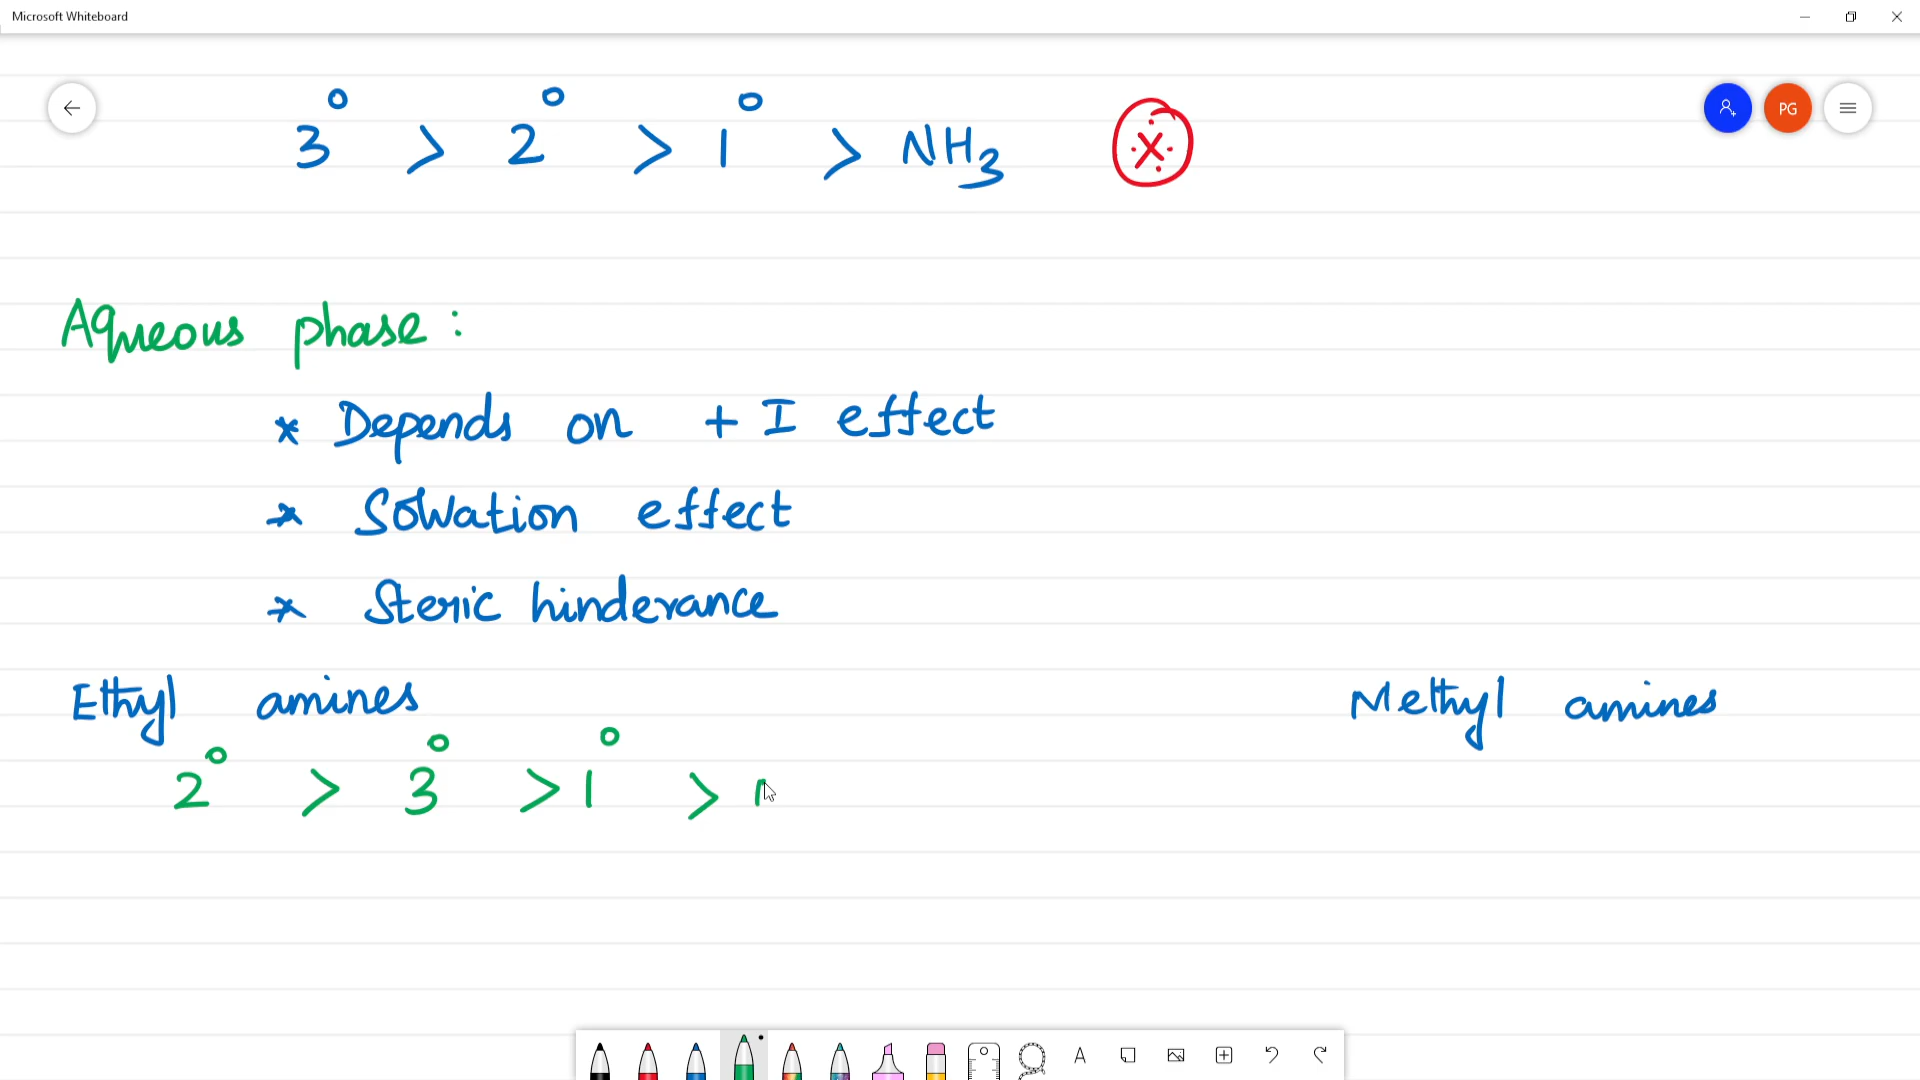 Microsoft Whiteboard
3° > 2° > 1° > NH3 X
PG
Aqueous phase :
* Depends on + I effect
* Solvation effect
* Steric hinderance
Ethyl amines Methyl amines
2° > 3° > 1° >
A